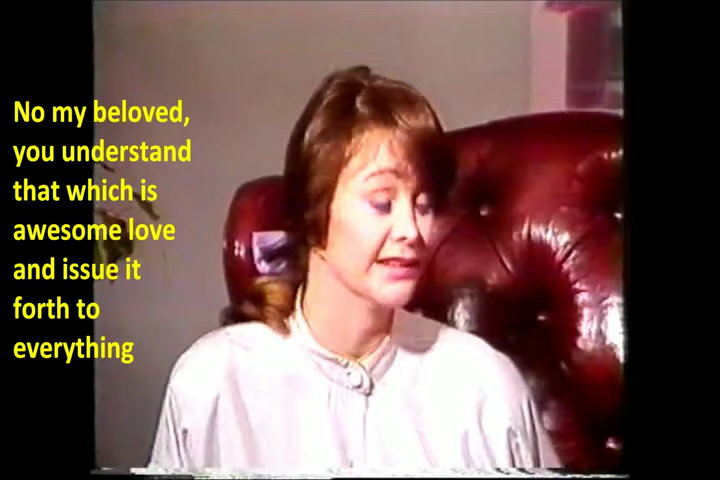 No my beloved,
you understand
that which is
awesome love
and issue it
forth to
everything